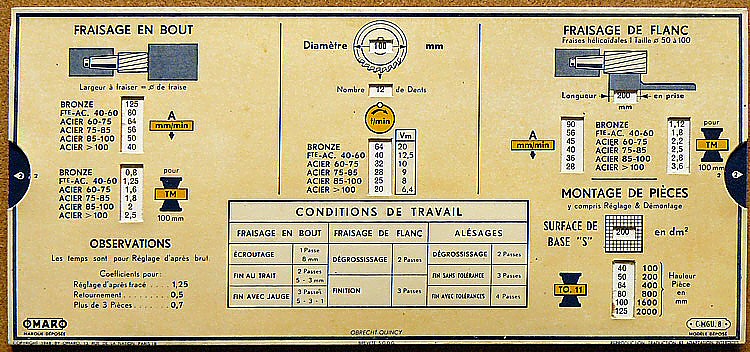 FRAISAGE EN BOUT
Largeur à fraiser = ø de fraise
BRONZE 125
FTE-AC. 40-60 80
ACIER 60-75 64
ACIER 75-85 56
ACIER 85-100 50
ACIER > 100 40
A
mm/min
BRONZE 0,8
FTE-AC. 40-60 1,25
ACIER 60-75 1,6
ACIER 75-85 1,8
ACIER 85-100 2
ACIER > 100 2,5
pour
TM
100 mm
OBSERVATIONS
Les temps sont pour Réglage d'après brut.
Coefficients pour:
Réglage d'après tracé . . 1,25
Retournement . . . . . 0,5
Plus de 3 Pièces . . . . 0,7
OMARO
MARQUE DÉPOSÉE
Diamètre 100 mm
Nombre 12 de Dents
t/min
Vm
BRONZE 64 20
FTE-AC. 40-60 40 12,5
ACIER 60-75 32 10
ACIER 75-85 28 9
ACIER 85-100 25 8
ACIER > 100 20 6,4
CONDITIONS DE TRAVAIL
FRAISAGE EN BOUT FRAISAGE DE FLANC ALÉSAGES
ÉCROUTAGE 1 Passe 8 mm
FIN AU TRAIT 2 Passes 5 - 3 mm
FIN AVEC JAUGE 3 Passes 5 - 3 - 1
DÉGROSSISSAGE 2 Passes
FINITION 3 Passes
DÉGROSSISSAGE 2 Passes
FIN SANS TOLÉRANCE 3 Passes
FIN AVEC TOLÉRANCES 4 Passes
OBRECHT QUINCY
BREVETÉ S.G.D.G.
FRAISAGE DE FLANC
Fraises hélicoïdales 1 Taille ø 50 à 100
Longueur 200 en prise
mm
A
mm/min
90 BRONZE 1,12
56 FTE-AC. 40-60 1,8
45 ACIER 60-75 2,2
40 ACIER 75-85 2,5
36 ACIER 85-100 2,8
28 ACIER > 100 3,6
pour
TM
100 mm
MONTAGE DE PIÈCES
y compris Réglage & Démontage
SURFACE DE
BASE "S" 200 en dm²
TO.11
40 100
50 200
64 400
80 800
100 1600
128 2000
Hauteur
Pièce
en
mm
MODÈLE DÉPOSÉ